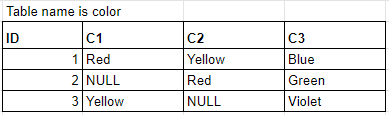 Table name is color
ID C1 C2 C3
1 Red Yellow Blue
2 NULL Red Green
3 Yellow NULL Violet